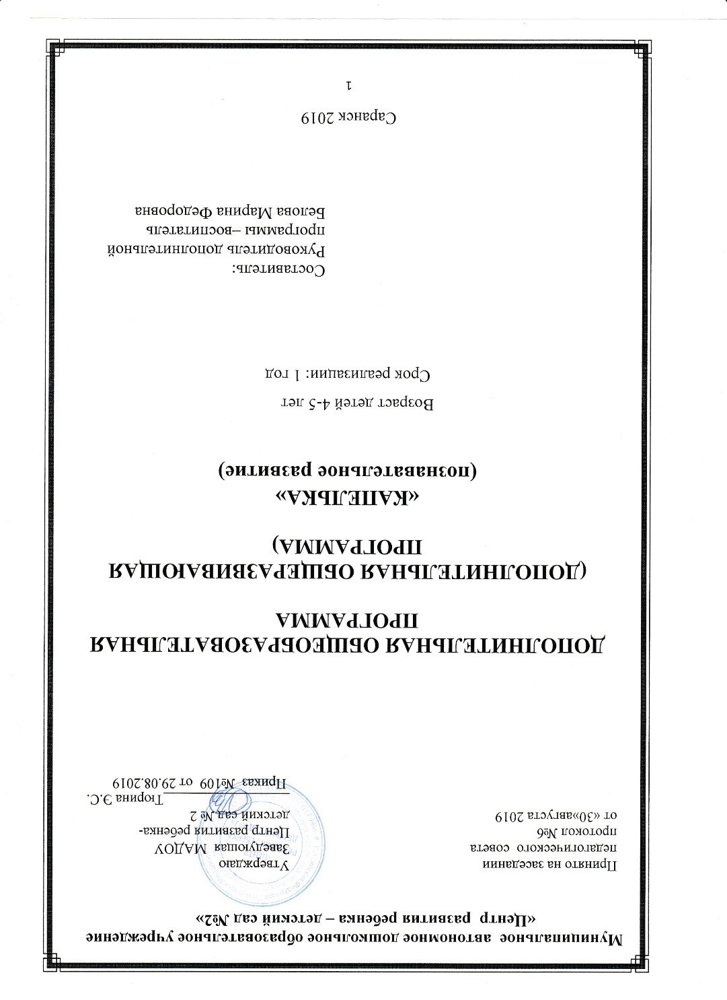 Муниципальное автономное дошкольное образовательное учреждение
«Центр развития ребенка – детский сад №2»
Принято на заседании
педагогического совета
протокол №6
от «30»августа 2019
Утверждаю
Заведующая МАДОУ
Центр развития ребенка-
детский сад № 2
Тюрина Э.С.
Приказ №109 от 29.08.2019
ДОПОЛНИТЕЛЬНАЯ ОБЩЕОБРАЗОВАТЕЛЬНАЯ
ПРОГРАММА
(ДОПОЛНИТЕЛЬНАЯ ОБЩЕРАЗВИВАЮЩАЯ
ПРОГРАММА)
«КАПЕЛЬКА»
(познавательное развитие)
Возраст детей 4-5 лет
Срок реализации: 1 год
Составитель:
Руководитель дополнительной
программы –воспитатель
Белова Марина Федоровна
Саранск 2019
1